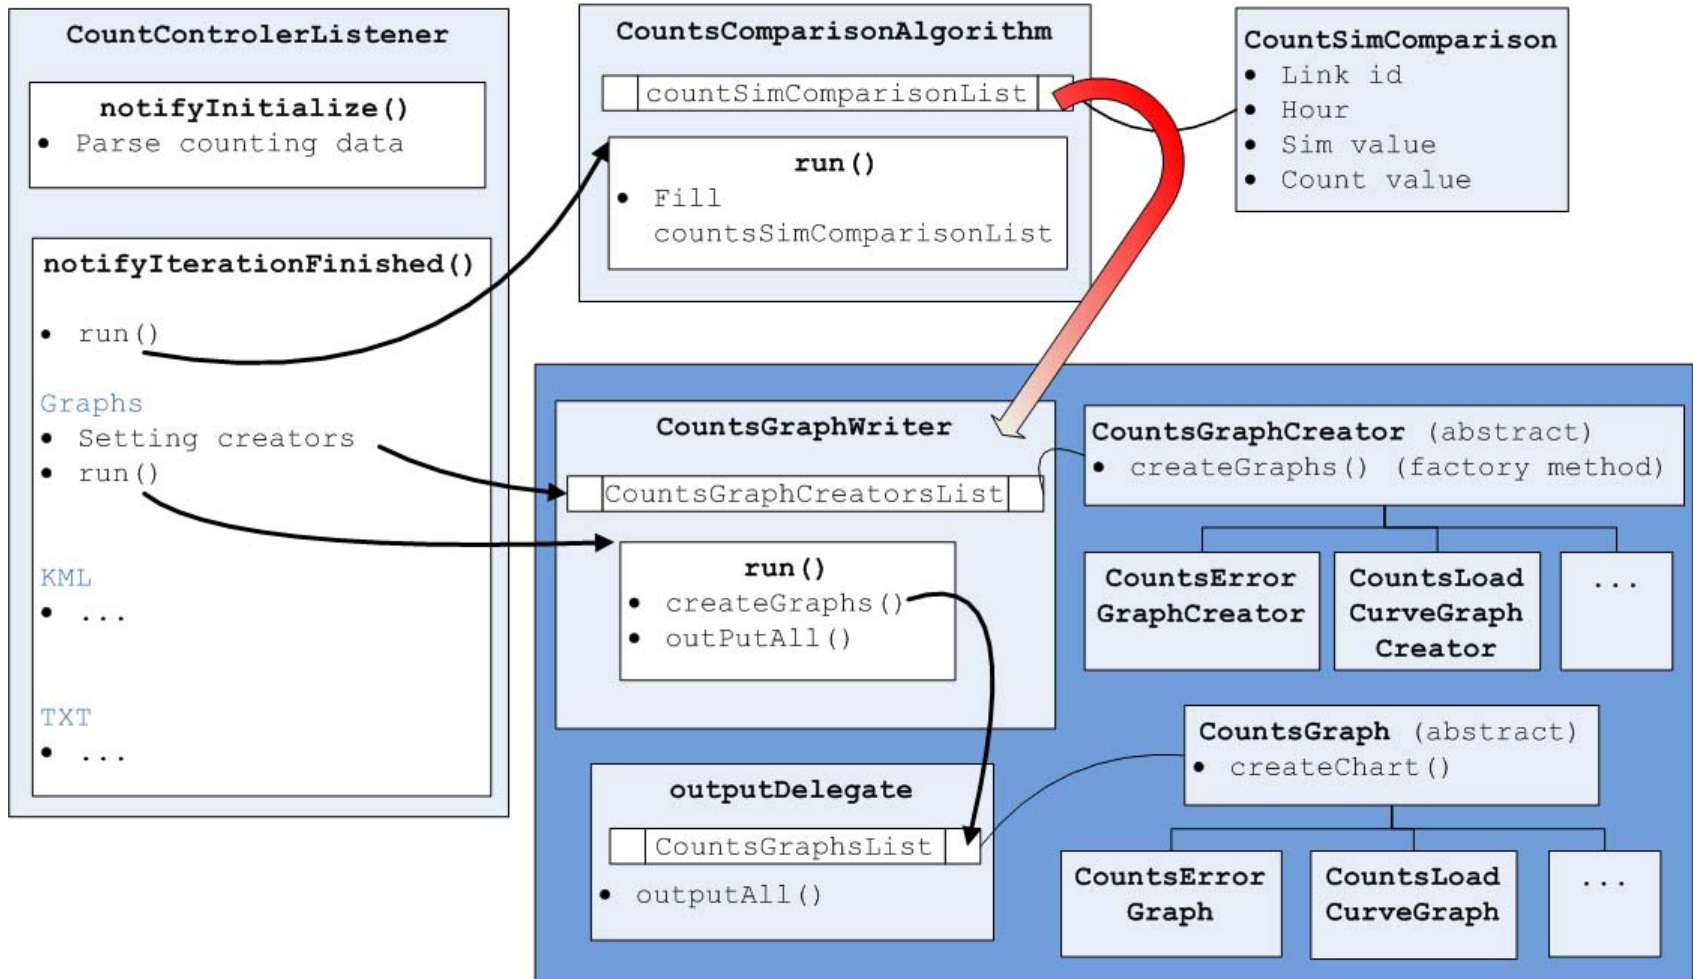 CountControlerListener
notifyInitialize()
• Parse counting data
notifyIterationFinished()
• run()
Graphs
• Setting creators
• run()
KML
• ...
TXT
• ...
CountsComparisonAlgorithm
countSimComparisonList
run()
• Fill
countsSimComparisonList
CountSimComparison
• Link id
• Hour
• Sim value
• Count value
CountsGraphWriter
CountsGraphCreatorsList
run()
• createGraphs()
• outPutAll()
outputDelegate
CountsGraphsList
• outputAll()
CountsGraphCreator (abstract)
• createGraphs() (factory method)
CountsError
GraphCreator
CountsLoad
CurveGraph
Creator
...
CountsGraph (abstract)
• createChart()
CountsError
Graph
CountsLoad
CurveGraph
...